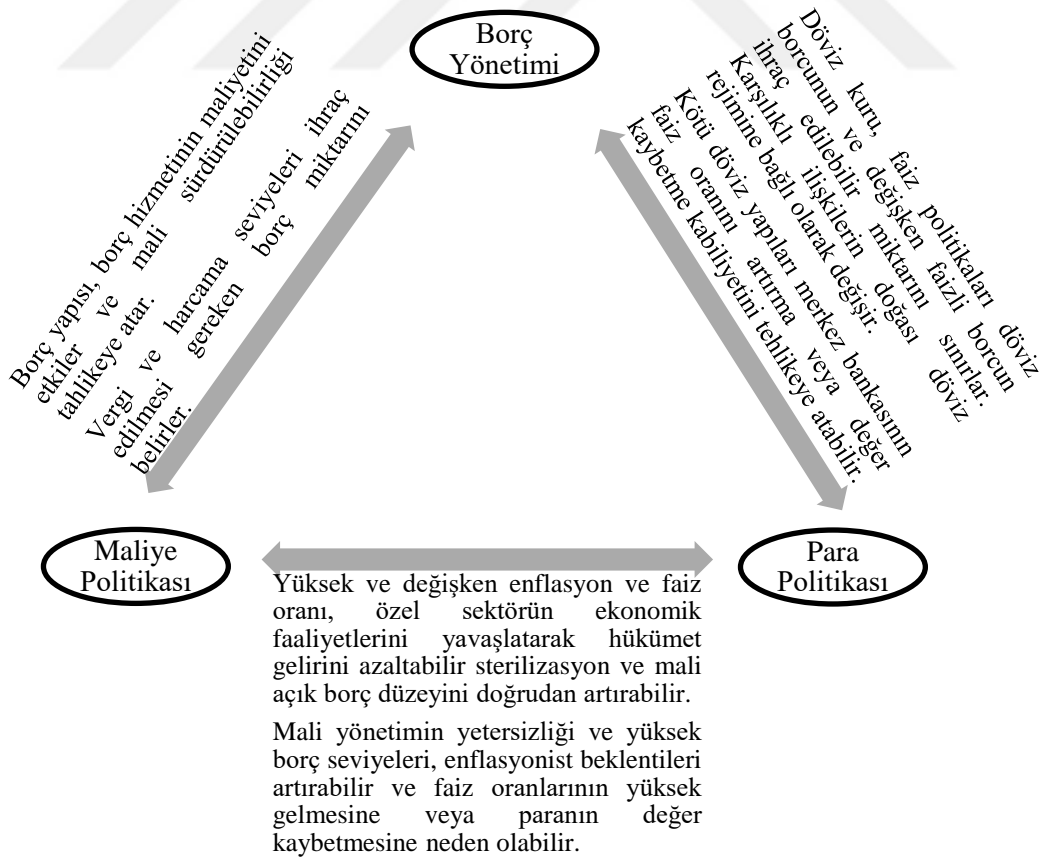 Borç
Yönetimi
Borç yapısı, borç hizmetinin maliyetini
etkiler ve mali sürdürülebilirliği
tahlikeye atar.
Vergi ve harcama seviyeleri ihraç
edilmesi gereken borç miktarını
belirler.
Döviz kuru, faiz politikaları döviz
borcunun ve değişken faizli borcun
ihraç edilebilir miktarını sınırlar.
Karşılıklı ilişkilerin doğası döviz
rejimine bağlı olarak değişir.
Kötü döviz yapıları merkez bankasının
faiz oranını artırma veya değer
kaybetme kabiliyetini tehlikeye atabilir.
Maliye
Politikası
Para
Politikası
Yüksek ve değişken enflasyon ve faiz
oranı, özel sektörün ekonomik
faaliyetlerini yavaşlatarak hükümet
gelirini azaltabilir sterilizasyon ve mali
açık borç düzeyini doğrudan artırabilir.
Mali yönetimin yetersizliği ve yüksek
borç seviyeleri, enflasyonist beklentileri
artırabilir ve faiz oranlarının yüksek
gelmesine veya paranın değer
kaybetmesine neden olabilir.